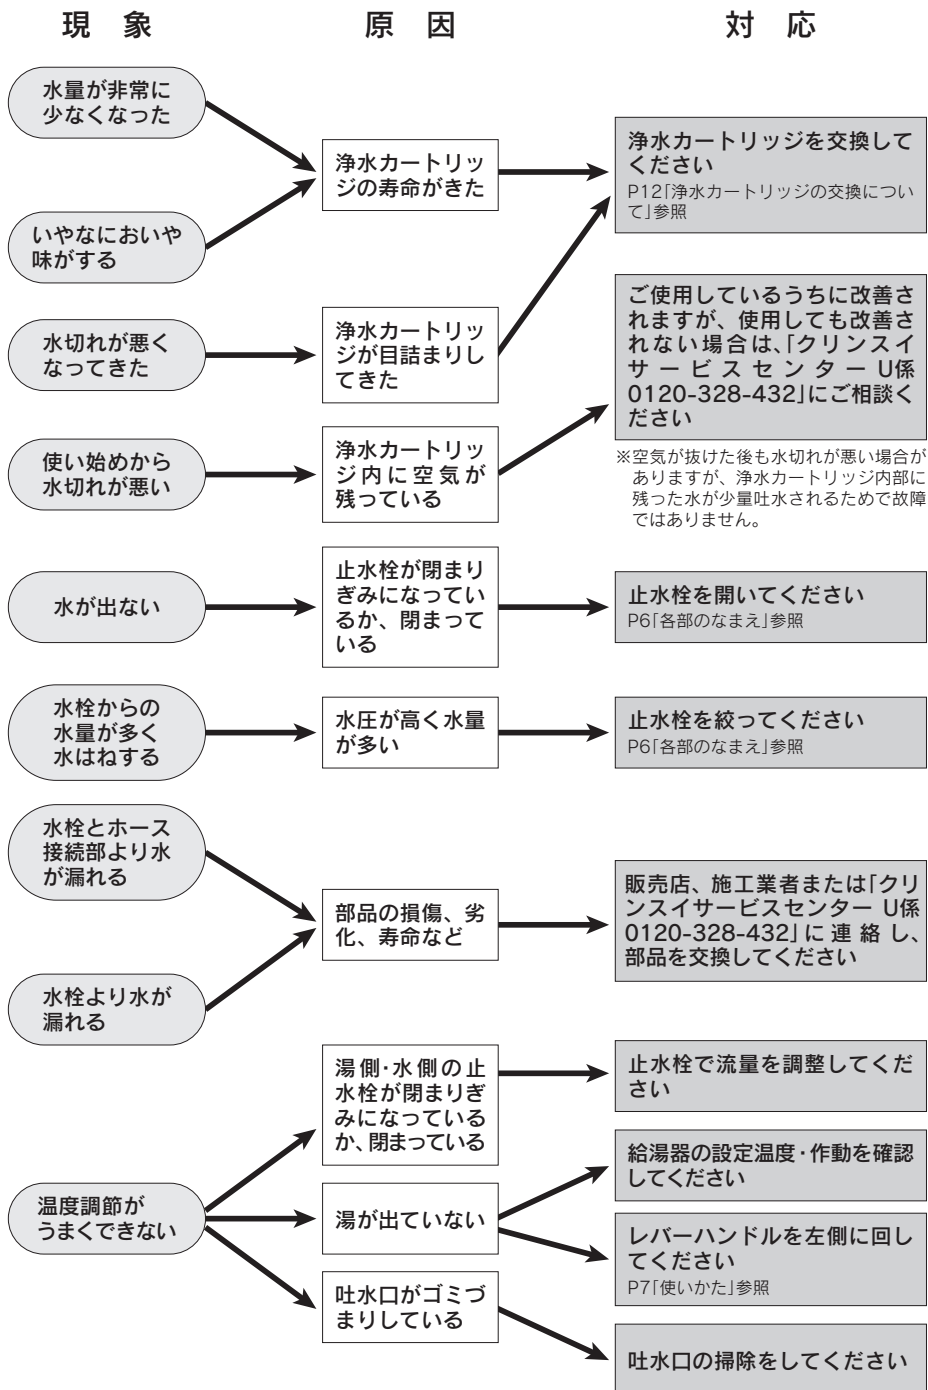 現 象
原 因
対 応
水量が非常に
少なくなった
いやなにおいや
味がする
浄水カートリッ
ジの寿命がきた
浄水カートリッジを交換して
ください
P12「浄水カートリッジの交換につい
て」参照
水切れが悪く
なってきた
浄水カートリッ
ジが目詰まりし
てきた
使い始めから
水切れが悪い
浄水カートリッ
ジ内に空気が
残っている
ご使用しているうちに改善さ
れますが、使用しても改善さ
れない場合は、「クリンスイ
サービスセンター U係
0120-328-432」にご相談く
ださい
※空気が抜けた後も水切れが悪い場合が
ありますが、浄水カートリッジ内部に
残った水が少量吐水されるためで故障
ではありません。
水が出ない
止水栓が閉まり
ぎみになってい
るか、閉まって
いる
止水栓を開いてください
P6「各部のなまえ」参照
水栓からの
水量が多く
水はねする
水圧が高く水量
が多い
止水栓を絞ってください
P6「各部のなまえ」参照
水栓とホース
接続部より水
が漏れる
水栓より水が
漏れる
部品の損傷、劣
化、寿命など
販売店、施工業者または「クリ
ンスイサービスセンター U係
0120-328-432」に連絡し、
部品を交換してください
温度調節が
うまくできない
湯側・水側の止
水栓が閉まりぎ
みになっている
か、閉まっている
止水栓で流量を調整してくだ
さい
湯が出ていない
給湯器の設定温度・作動を確認
してください
レバーハンドルを左側に回し
てください
P7「使いかた」参照
吐水口がゴミづ
まりしている
吐水口の掃除をしてください